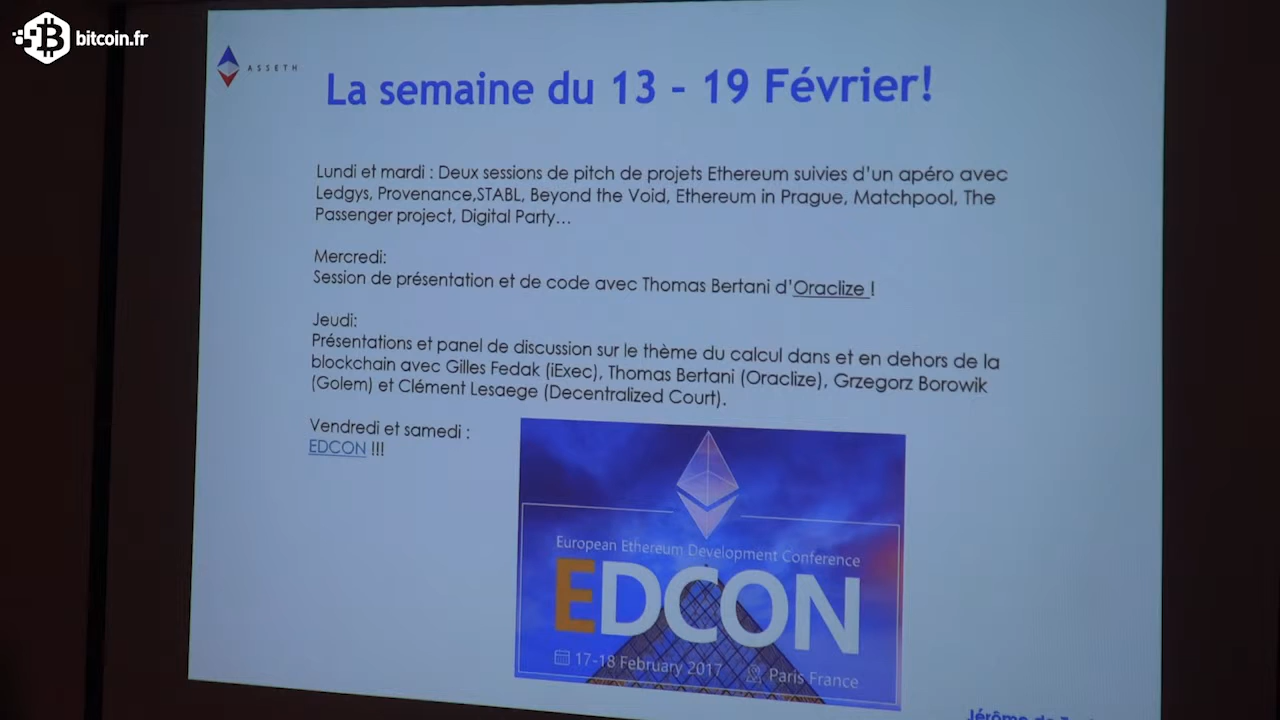 bitcoin.fr
ASSETH
La semaine du 13 - 19 Février!
Lundi et mardi : Deux sessions de pitch de projets Ethereum suivies d'un apéro avec
Ledgys, Provenance,STABL, Beyond the Void, Ethereum in Prague, Matchpool, The
Passenger project, Digital Party...
Mercredi:
Session de présentation et de code avec Thomas Bertani d'Oraclize !
Jeudi:
Présentations et panel de discussion sur le thème du calcul dans et en dehors de la
blockchain avec Gilles Fedak (iExec), Thomas Bertani (Oraclize), Grzegorz Borowik
(Golem) et Clément Lesaege (Decentralized Court).
Vendredi et samedi :
EDCON !!!
European Ethereum Development Conference
EDCON
17-18 February 2017 Paris France
Jérôme de